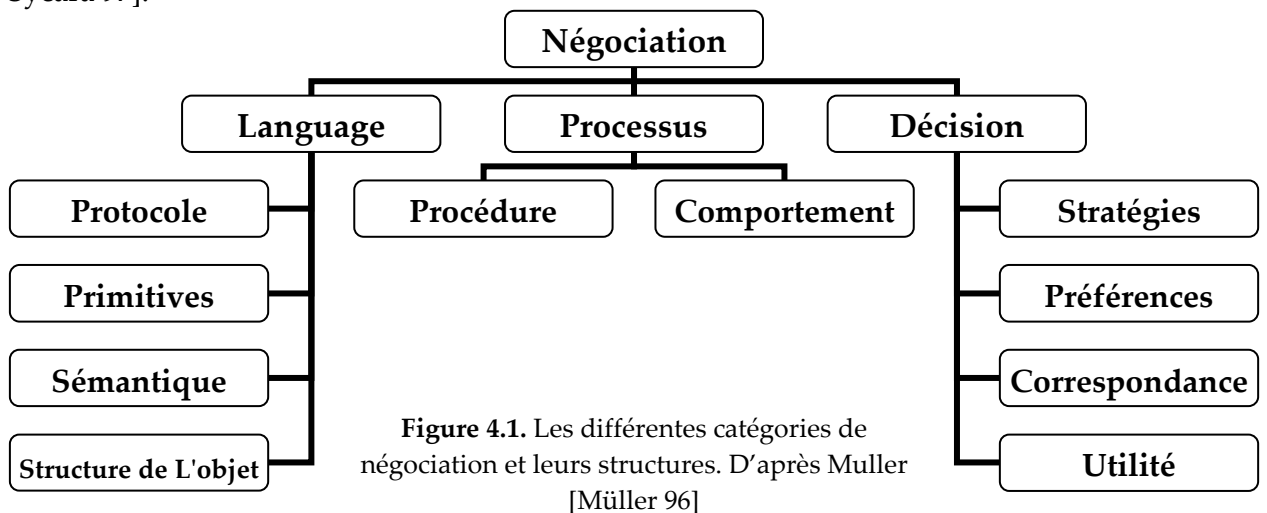 Négociation
Language Processus Décision
Protocole Procédure Comportement Stratégies
Primitives Préférences
Sémantique Correspondance
Figure 4.1. Les différentes catégories de
négociation et leurs structures. D'après Muller
[Müller 96]
Structure de L'objet Utilité